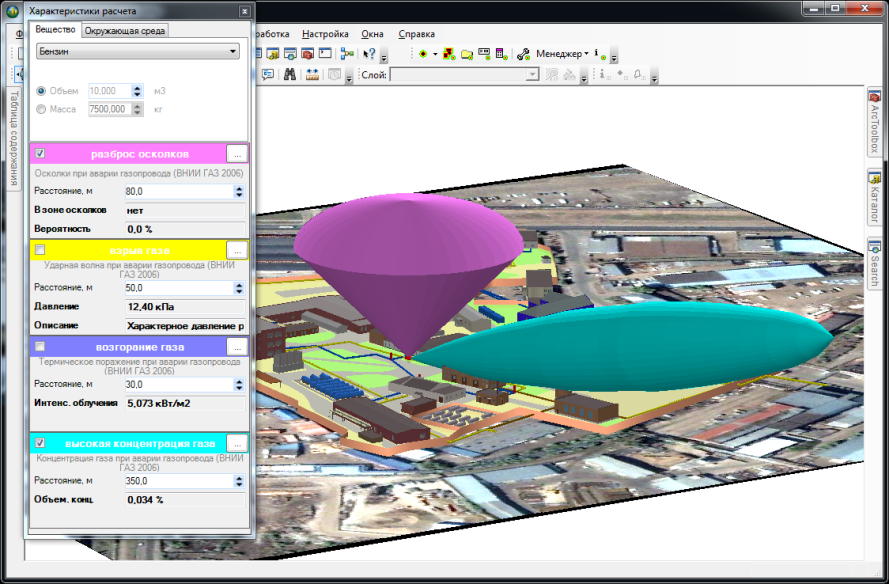 Характеристики расчета
Вещество
Окружающая среда
Бензин
Объем
10,000
м3
Масса
7500,000
кг
разброс осколков
...
Осколки при аварии газопровода (ВНИИ ГАЗ 2006)
Расстояние, м
80,0
В зоне осколков
нет
Вероятность
0,0 %
взрыв газа
...
Ударная волна при аварии газопровода (ВНИИ
ГАЗ 2006)
Расстояние, м
50,0
Давление
12,40 кПа
Описание
Характерное давление р
возгорание газа
...
Термическое поражение при аварии газопровода
(ВНИИ ГАЗ 2006)
Расстояние, м
30,0
Интенс. облучения
5,073 кВт/м2
высокая концентрация газа
...
Концентрация газа при аварии газопровода (ВНИИ
ГАЗ 2006)
Расстояние, м
350,0
Объем. конц.
0,034 %
Ф
работка
Настройка
Окна
Справка
Менеджер
Слой:
Таблица содержания
ArcToolbox
Каталог
Search